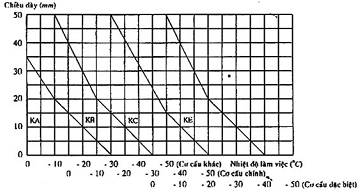 Chiều dày (mm)
50
40
30
20
10
0
KA
KB
KC
KE
0 - 10 - 20 - 30 - 40 - 50 (Cơ cấu khác) Nhiệt độ làm việc (°C)
0 - 10 - 20 - 30 - 40 - 50 (Cơ cấu chính)
0 - 10 - 20 - 30 - 40 - 50 (Cơ cấu đặc biệt)